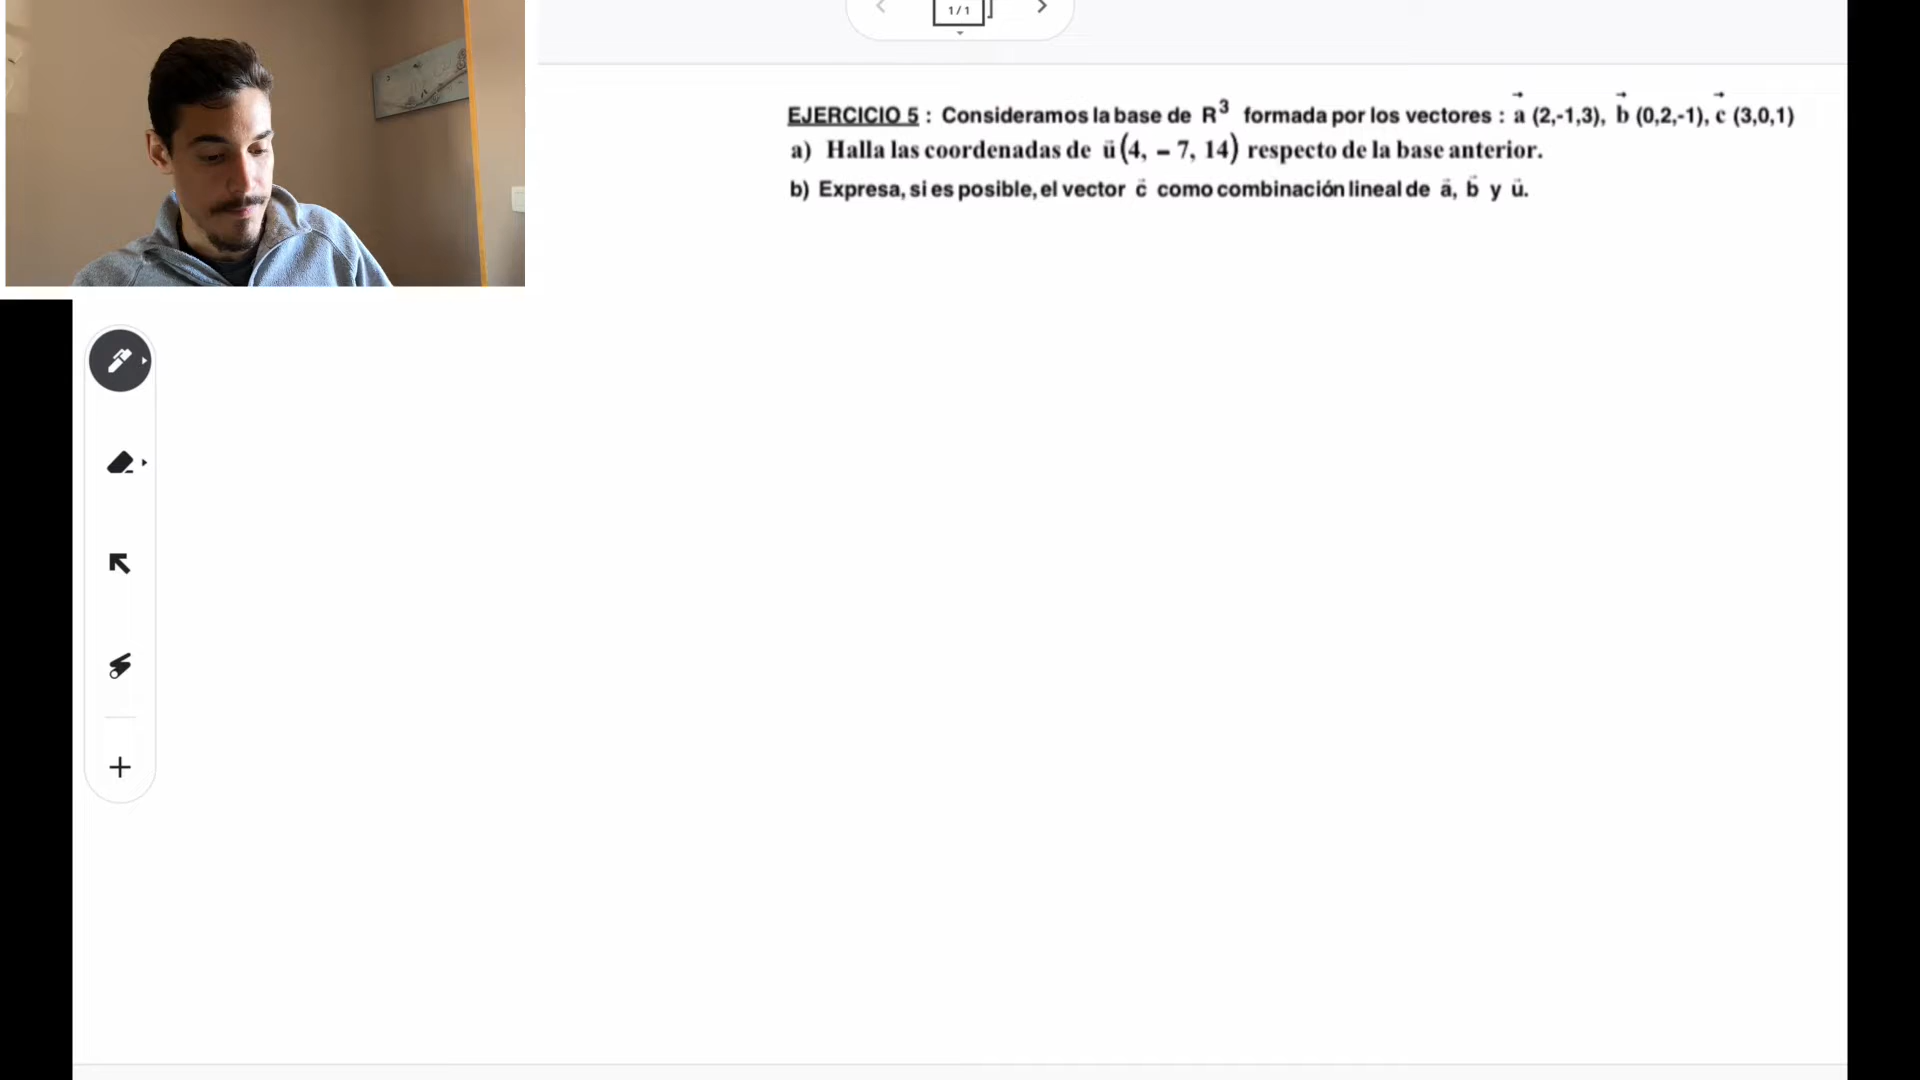 1 / 1
EJERCICIO 5 : Consideramos la base de R³ formada por los vectores : a⃗ (2,-1,3), b⃗ (0,2,-1), c⃗ (3,0,1)
a) Halla las coordenadas de u⃗ (4, – 7, 14) respecto de la base anterior.
b) Expresa, si es posible, el vector c⃗ como combinación lineal de a⃗, b⃗ y u⃗.